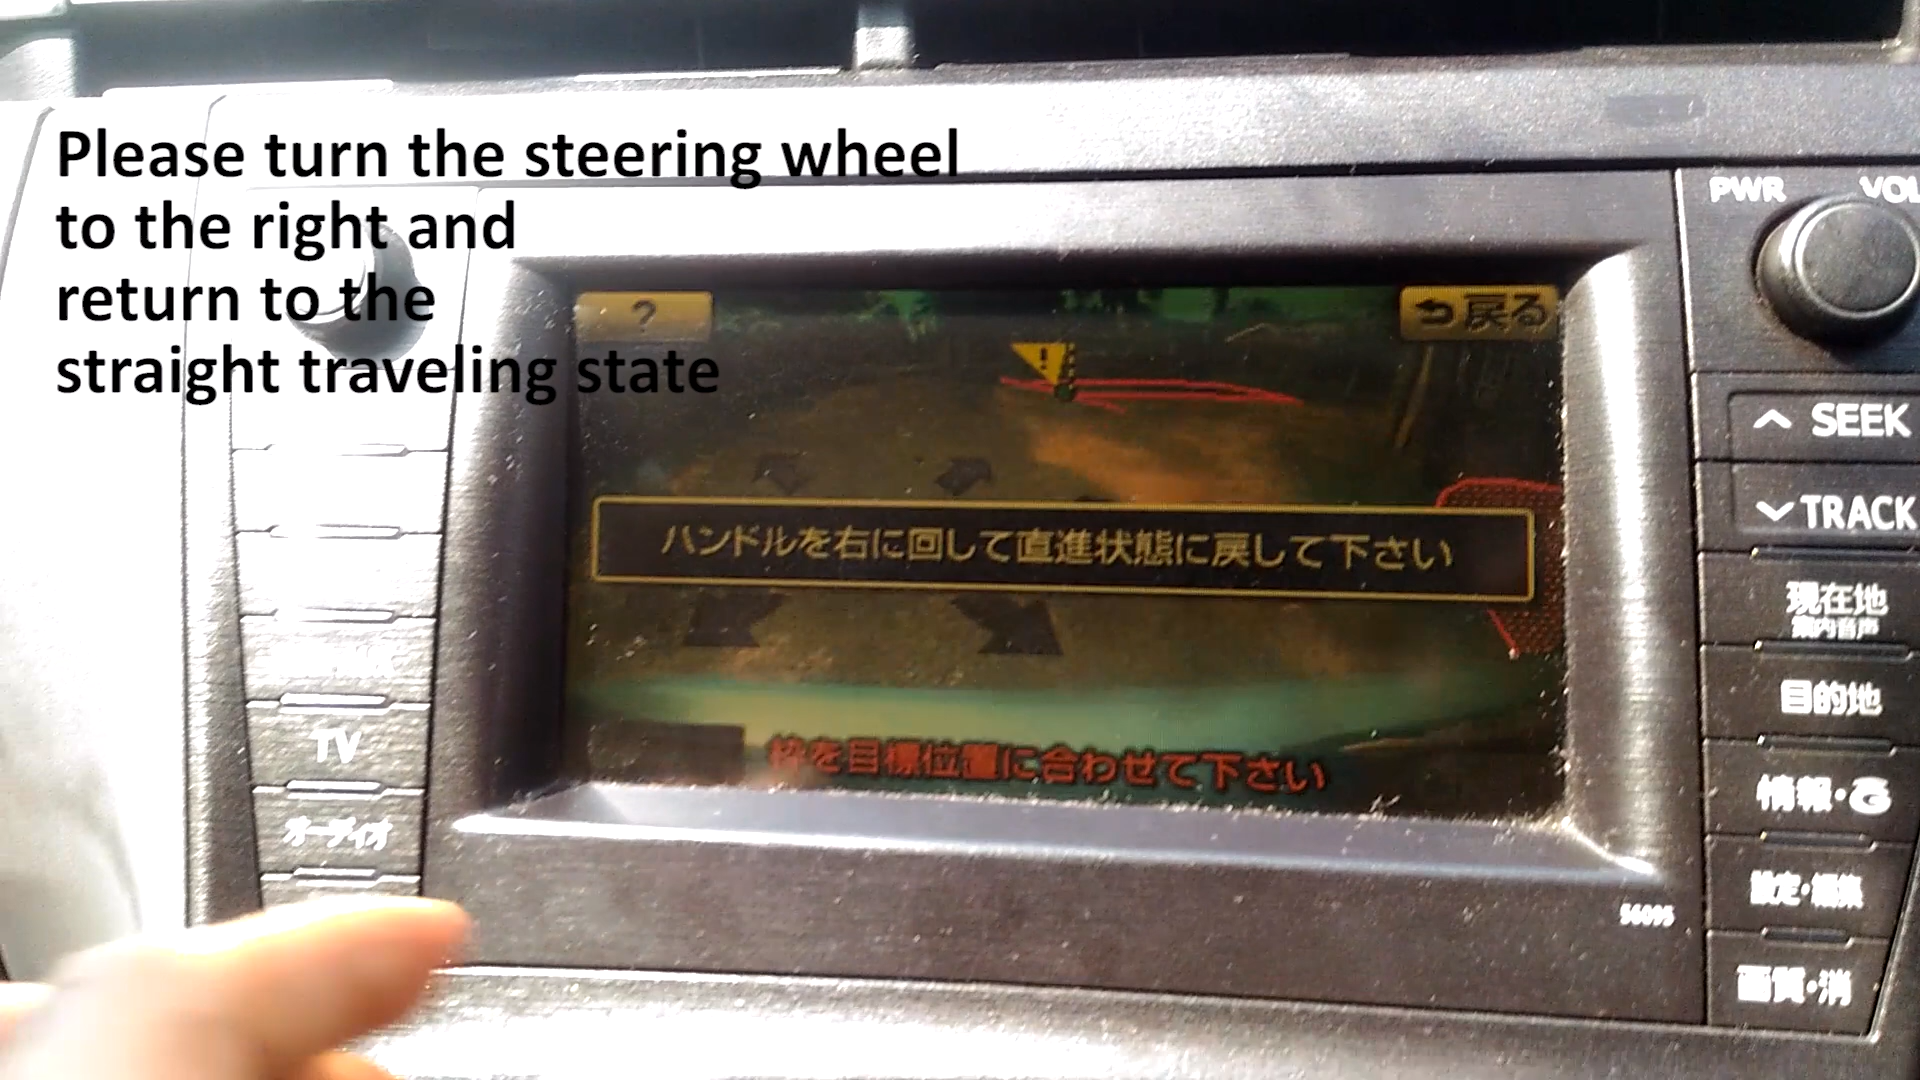 Please turn the steering wheel
to the right and
return to the
straight traveling state
PWR VOL
?
戻る
SEEK
TRACK
ハンドルを右に回して直進状態に戻して下さい
現在地
案内音声
目的地
枠を目標位置に合わせて下さい
TV
情報・G
オーディオ
設定・編集
56095
画質・消